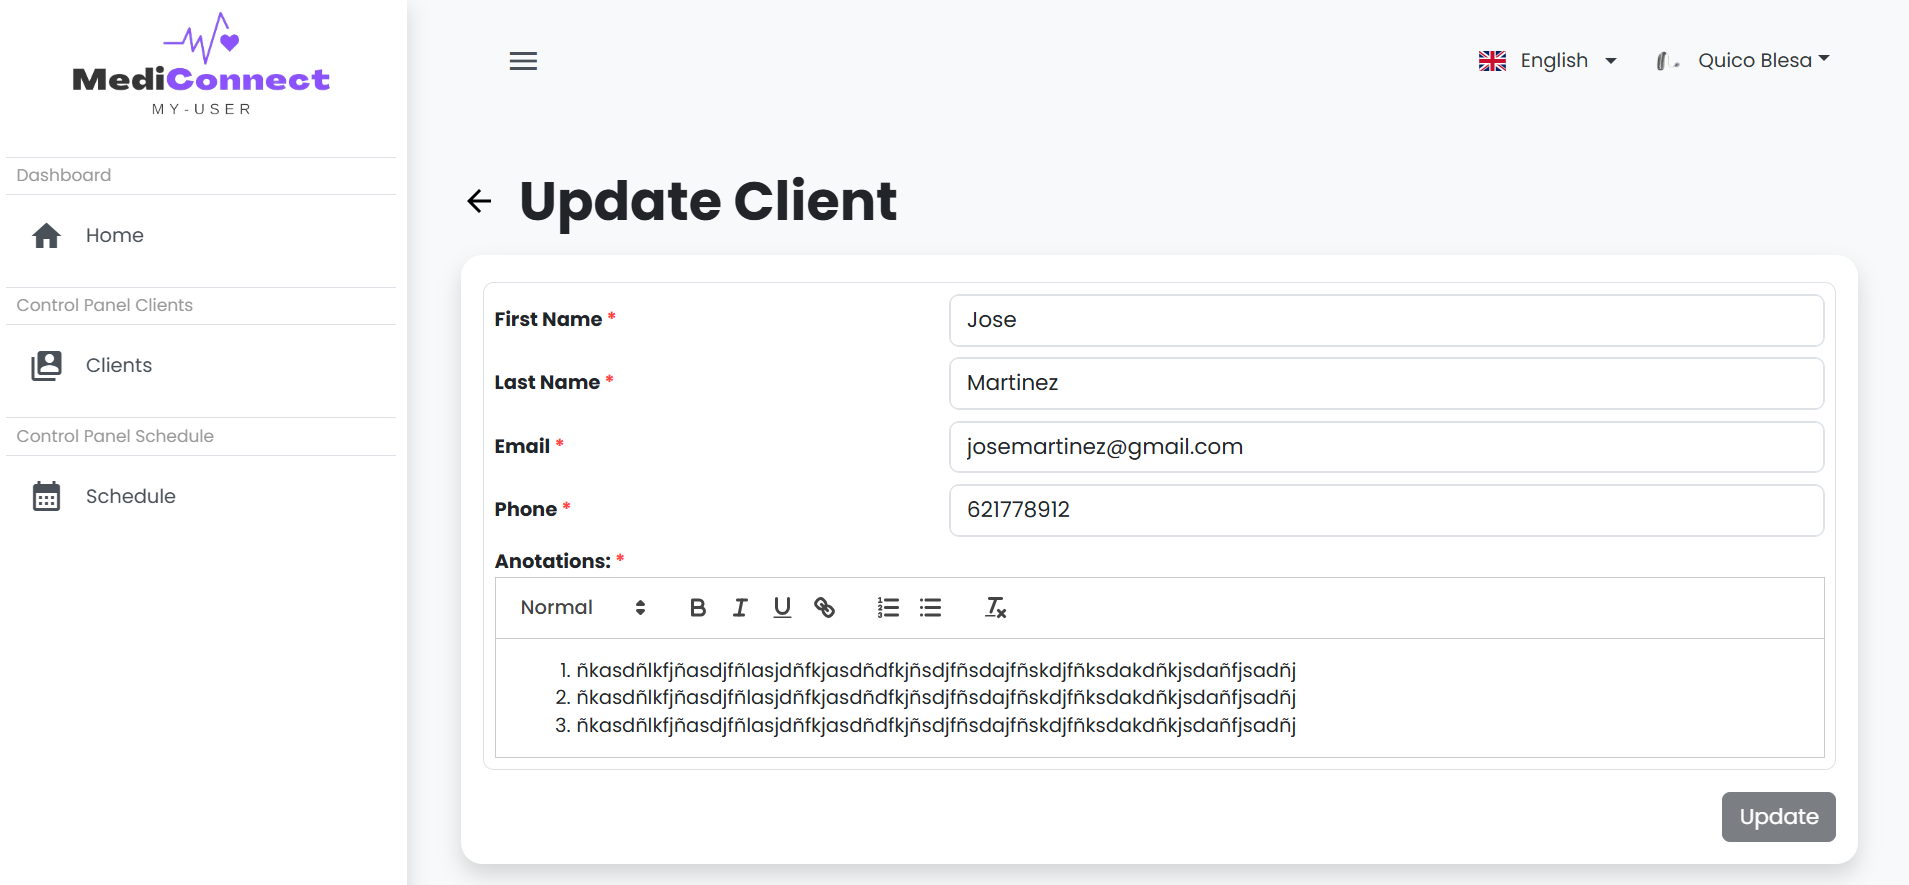 MediConnect
MY-USER
English
Quico Blesa
Dashboard
Home
Control Panel Clients
Clients
Control Panel Schedule
Schedule
Update Client
First Name *
Jose
Last Name *
Martinez
Email *
josemartinez@gmail.com
Phone *
621778912
Anotations: *
Normal B I U
1. ñkasdñlkfjñasdjfñlasjdñfkjasdñdfkjñsdjfñsdajfñskdjfñksdakdñkjsdañfjsadñj
2. ñkasdñlkfjñasdjfñlasjdñfkjasdñdfkjñsdjfñsdajfñskdjfñksdakdñkjsdañfjsadñj
3. ñkasdñlkfjñasdjfñlasjdñfkjasdñdfkjñsdjfñsdajfñskdjfñksdakdñkjsdañfjsadñj
Update